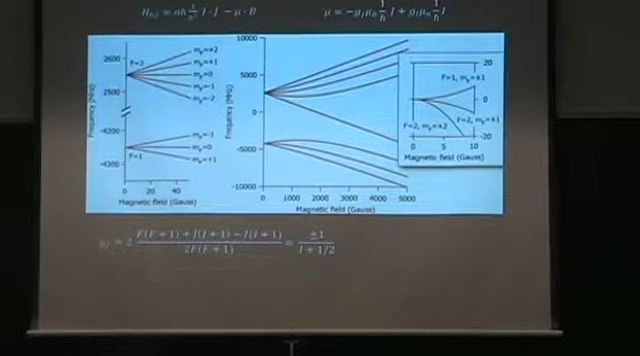 H_hfs = ah 1/ħ² I · J − μ · B
μ = −g_J μ_B 1/ħ J + g_I μ_n 1/ħ I
Frequency (MHz)
2600
2500
-4200
-4300
F=2
m_F=+2
m_F=+1
m_F=0
m_F=-1
m_F=-2
F=1
m_F=-1
m_F=0
m_F=+1
0 20 40
Magnetic field (Gauss)
Frequency (MHz)
10000
5000
0
-5000
-10000
0 1000 2000 3000 4000 5000
Magnetic field (Gauss)
20
0
-20
F=1, m_F=±1
F=2, m_F=±1
F=2, m_F=±2
0 5 10
Magnetic field (Gauss)
g_F ≈ 2 F(F+1)+J(J+1)−I(I+1) / 2F(F+1) = ±1 / I+1/2